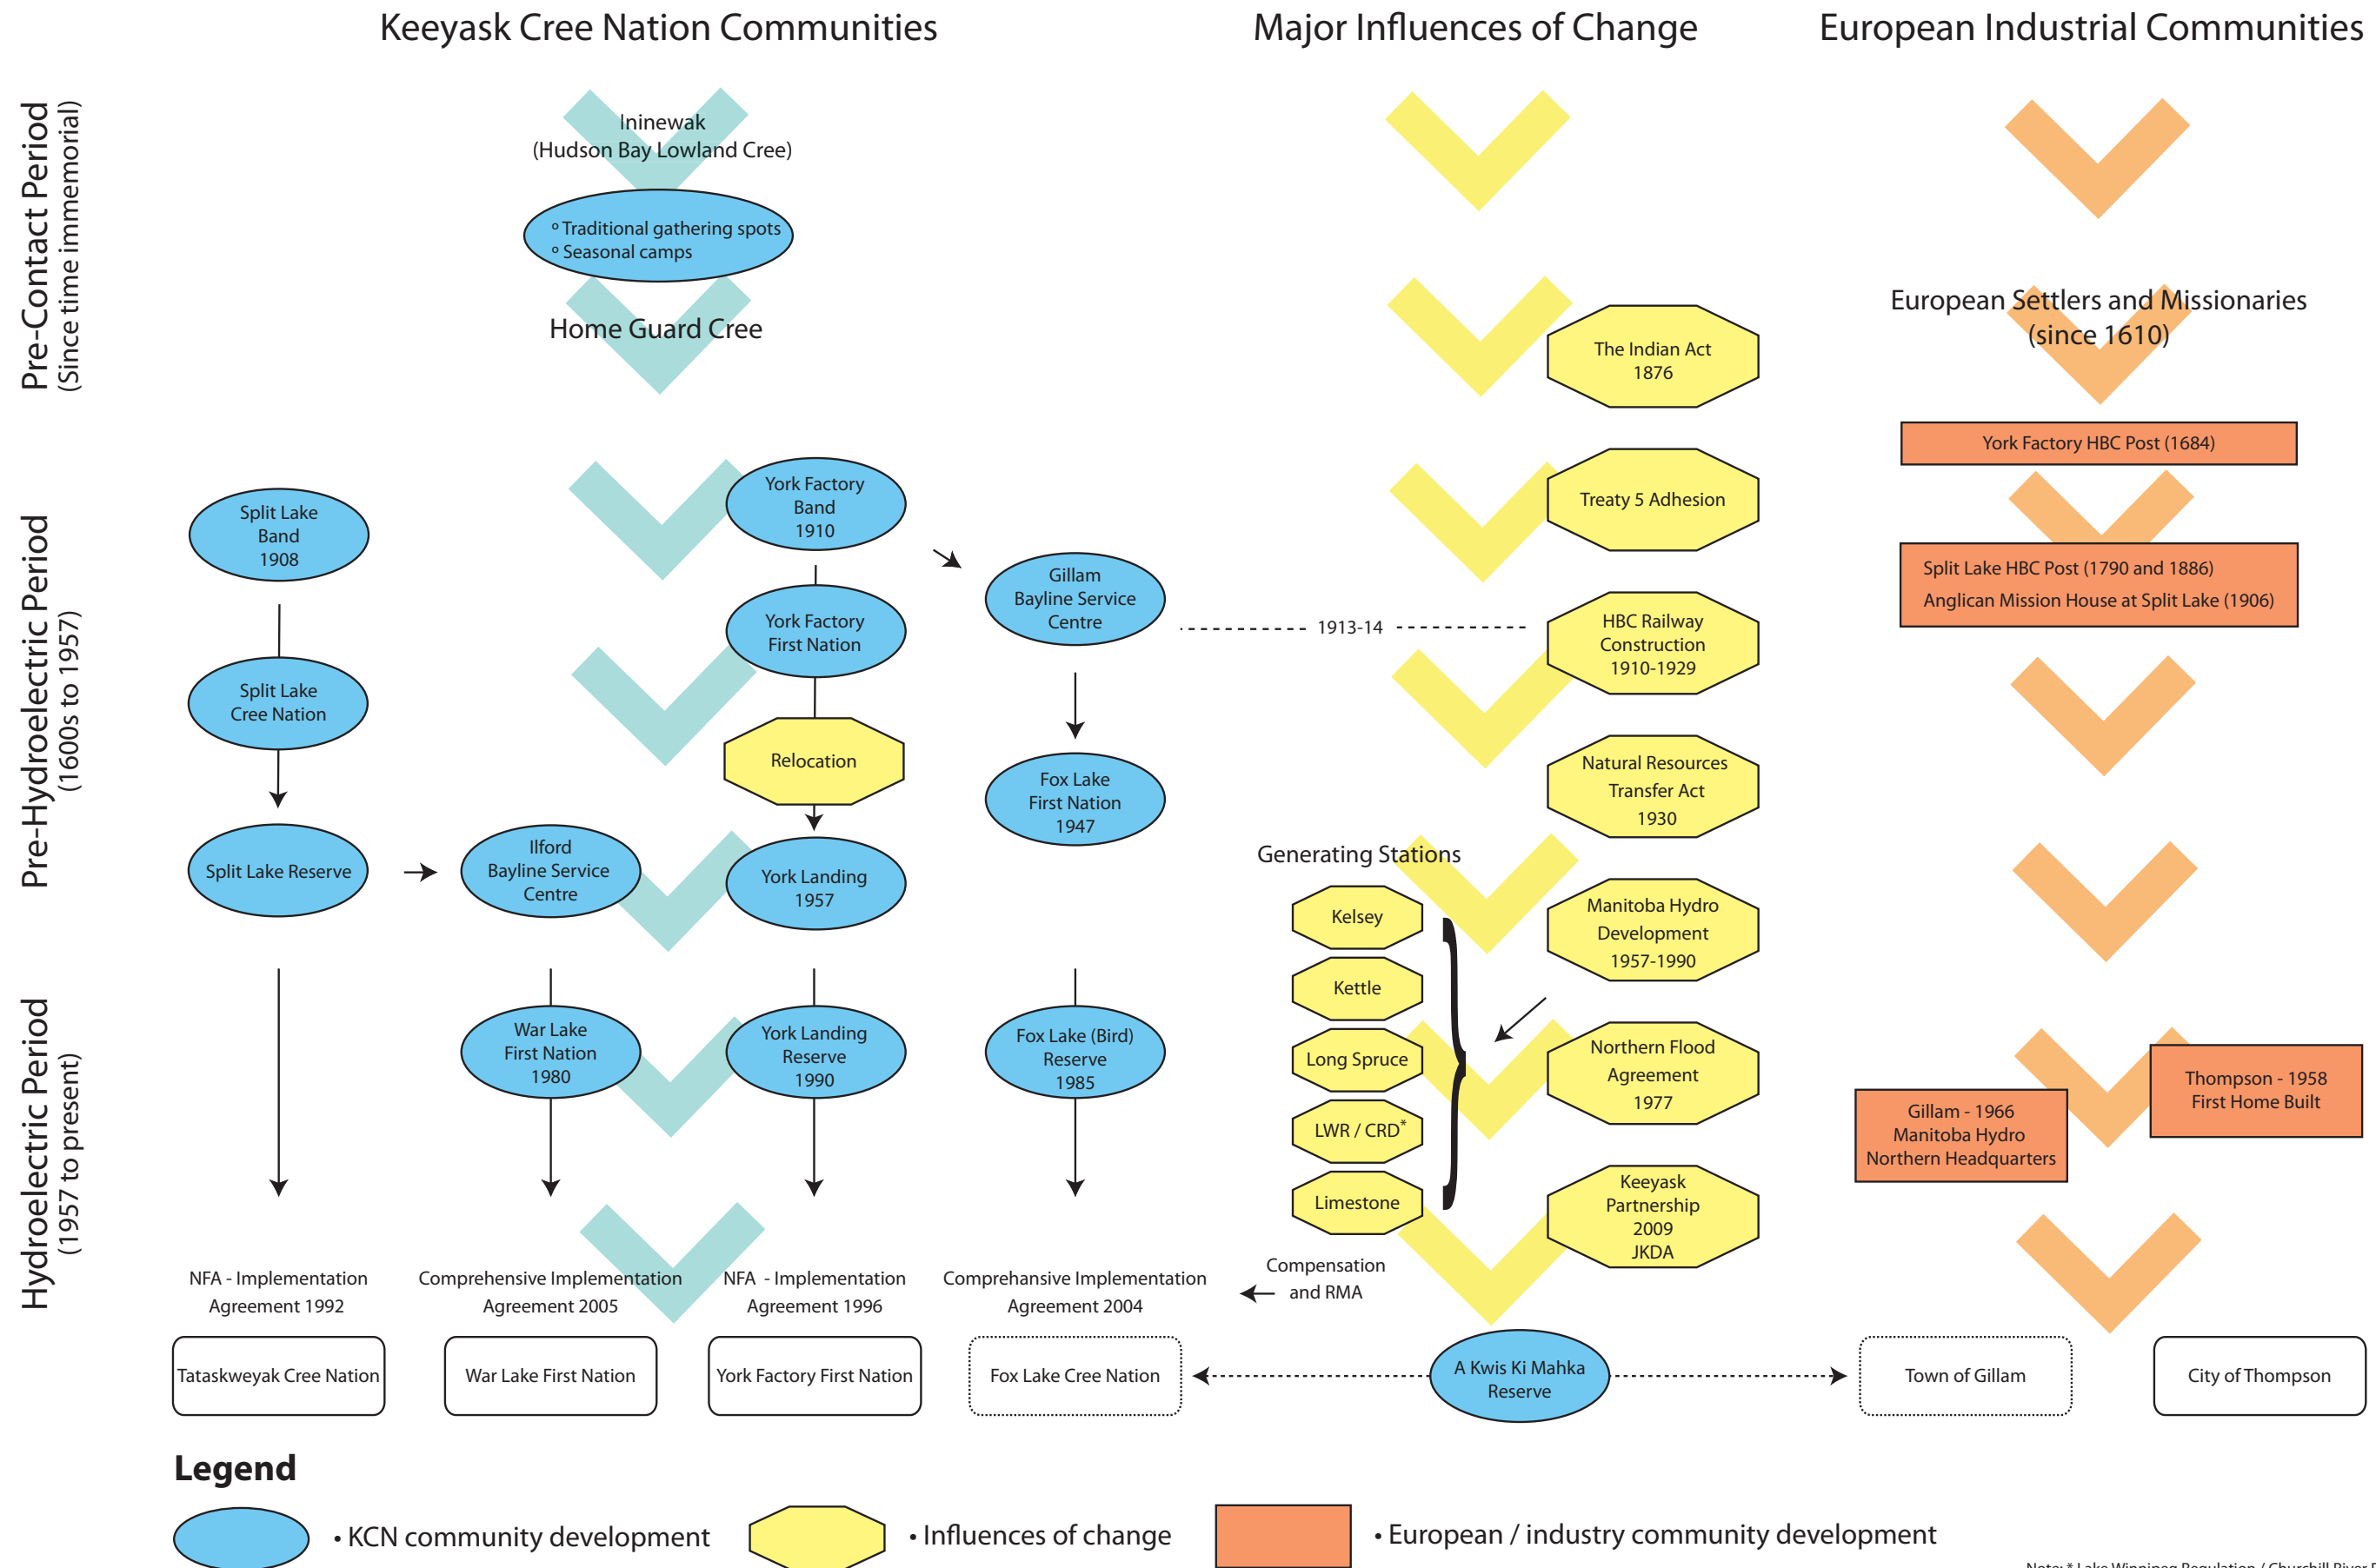 Keeyask Cree Nation Communities
Major Influences of Change
European Industrial Communities
Pre-Contact Period
(Since time immemorial)
Ininewak
(Hudson Bay Lowland Cree)
º Traditional gathering spots
º Seasonal camps
Home Guard Cree
The Indian Act
1876
European Settlers and Missionaries
(since 1610)
York Factory HBC Post (1684)
Pre-Hydroelectric Period
(1600s to 1957)
Split Lake
Band
1908
York Factory
Band
1910
Gillam
Bayline Service
Centre
1913-14
Treaty 5 Adhesion
Split Lake HBC Post (1790 and 1886)
Anglican Mission House at Split Lake (1906)
Split Lake
Cree Nation
York Factory
First Nation
HBC Railway
Construction
1910-1929
Relocation
Fox Lake
First Nation
1947
Natural Resources
Transfer Act
1930
Split Lake Reserve
Ilford
Bayline Service
Centre
York Landing
1957
Generating Stations
Kelsey
Kettle
Long Spruce
LWR / CRD*
Limestone
Manitoba Hydro
Development
1957-1990
Hydroelectric Period
(1957 to present)
War Lake
First Nation
1980
York Landing
Reserve
1990
Fox Lake (Bird)
Reserve
1985
Northern Flood
Agreement
1977
Gillam - 1966
Manitoba Hydro
Northern Headquarters
Thompson - 1958
First Home Built
Keeyask
Partnership
2009
JKDA
NFA - Implementation
Agreement 1992
Comprehensive Implementation
Agreement 2005
NFA - Implementation
Agreement 1996
Comprehansive Implementation
Agreement 2004
Compensation
and RMA
Tataskweyak Cree Nation
War Lake First Nation
York Factory First Nation
Fox Lake Cree Nation
A Kwis Ki Mahka
Reserve
Town of Gillam
City of Thompson
Legend
• KCN community development
• Influences of change
• European / industry community development
Note: * Lake Winnipeg Regulation / Churchill River